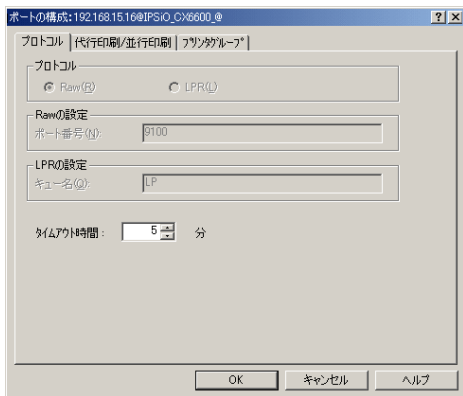 ポートの構成:192.168.15.16@IPSiO_CX6600_@
プロトコル 代行印刷/並行印刷 プリンタグループ
プロトコル
Raw(R) LPR(L)
Rawの設定
ポート番号(N): 9100
LPRの設定
キュー名(Q): LP
タイムアウト時間: 5 分
OK キャンセル ヘルプ